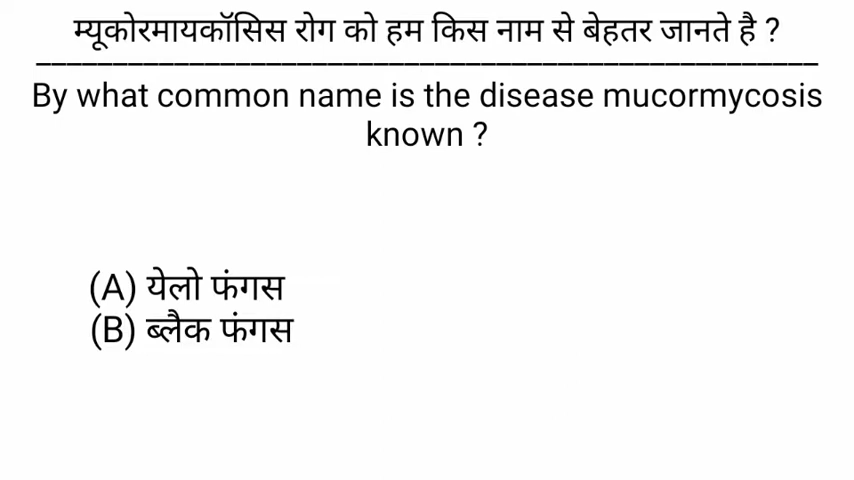 म्यूकोरमायकॉसिस रोग को हम किस नाम से बेहतर जानते है ?
By what common name is the disease mucormycosis
known ?
(A) येलो फंगस
(B) ब्लैक फंगस